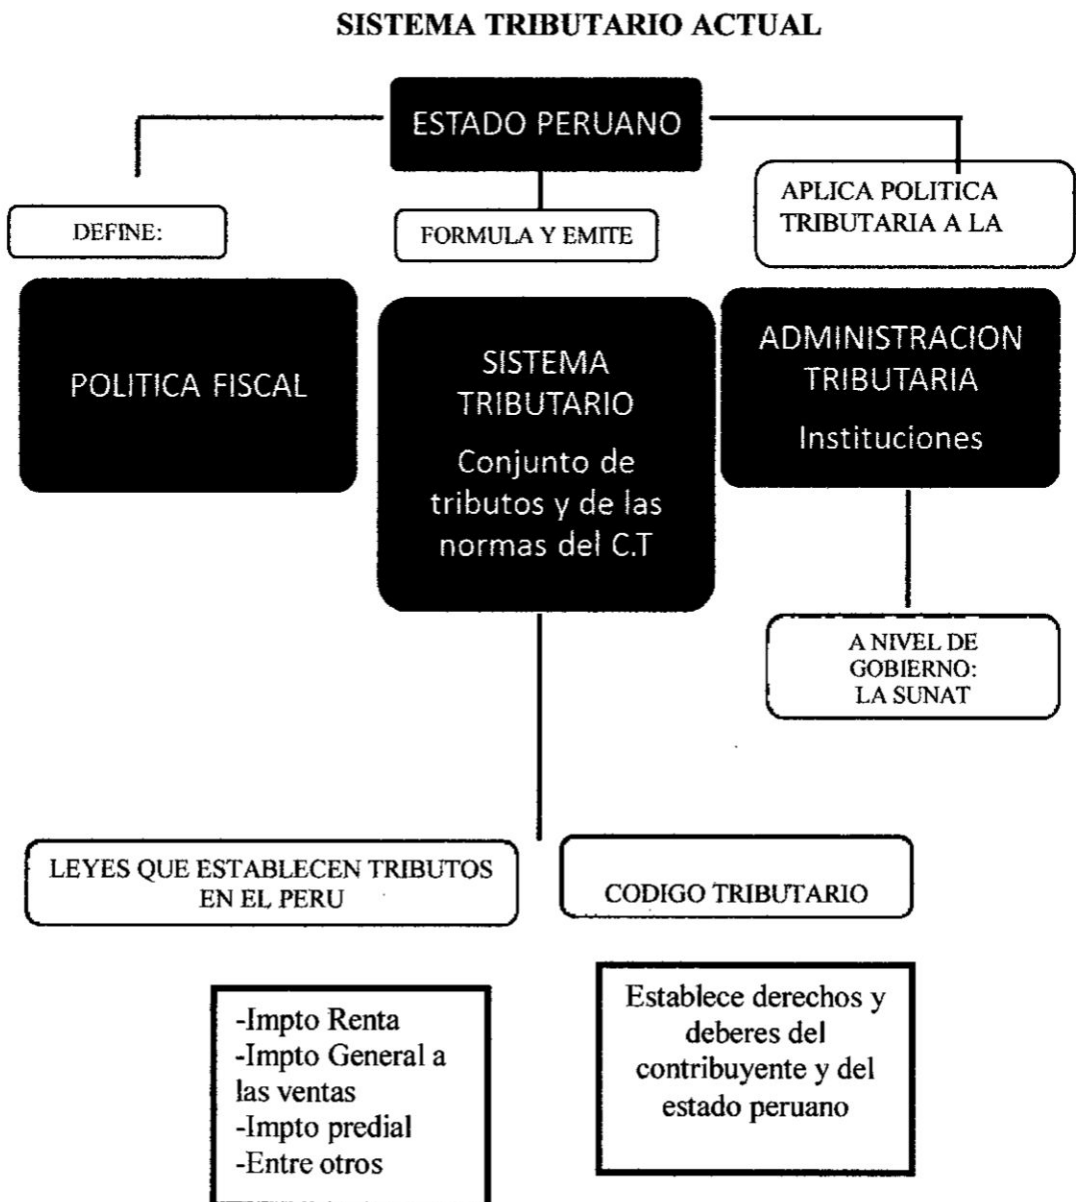 SISTEMA TRIBUTARIO ACTUAL
ESTADO PERUANO
DEFINE:
FORMULA Y EMITE
APLICA POLITICA
TRIBUTARIA A LA
POLITICA FISCAL
SISTEMA
TRIBUTARIO
Conjunto de
tributos y de las
normas del C.T
ADMINISTRACION
TRIBUTARIA
Instituciones
A NIVEL DE
GOBIERNO:
LA SUNAT
LEYES QUE ESTABLECEN TRIBUTOS
EN EL PERU
CODIGO TRIBUTARIO
-Impto Renta
-Impto General a
las ventas
-Impto predial
-Entre otros
Establece derechos y
deberes del
contribuyente y del
estado peruano